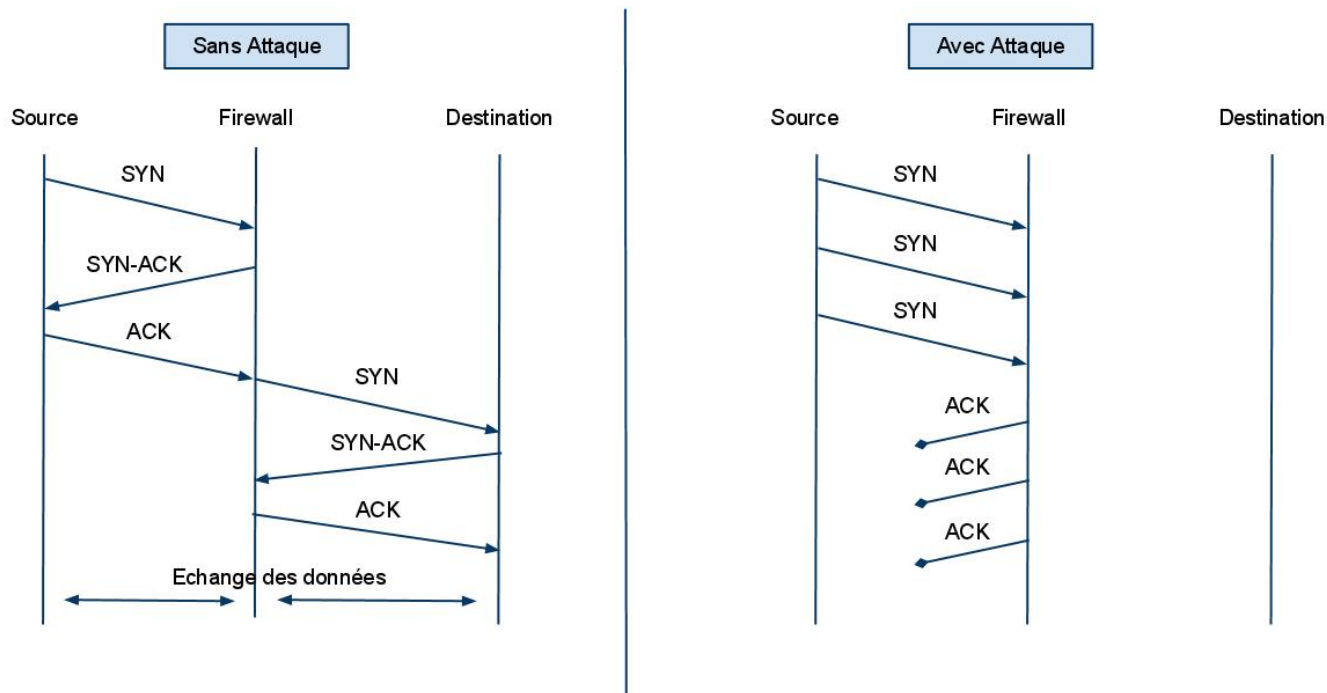 Sans Attaque
Source
Firewall
Destination
SYN
SYN-ACK
ACK
SYN
SYN-ACK
ACK
Echange des données
Avec Attaque
Source
Firewall
Destination
SYN
SYN
SYN
ACK
ACK
ACK